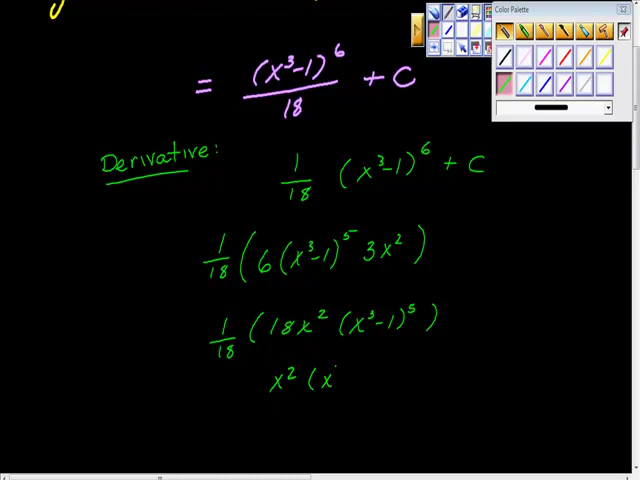 Color Palette
= (x³-1)⁶/18 + C
Derivative: 1/18 (x³-1)⁶ + C
1/18 (6(x³-1)⁵ 3x²)
1/18 (18x² (x³-1)⁵)
x² (x